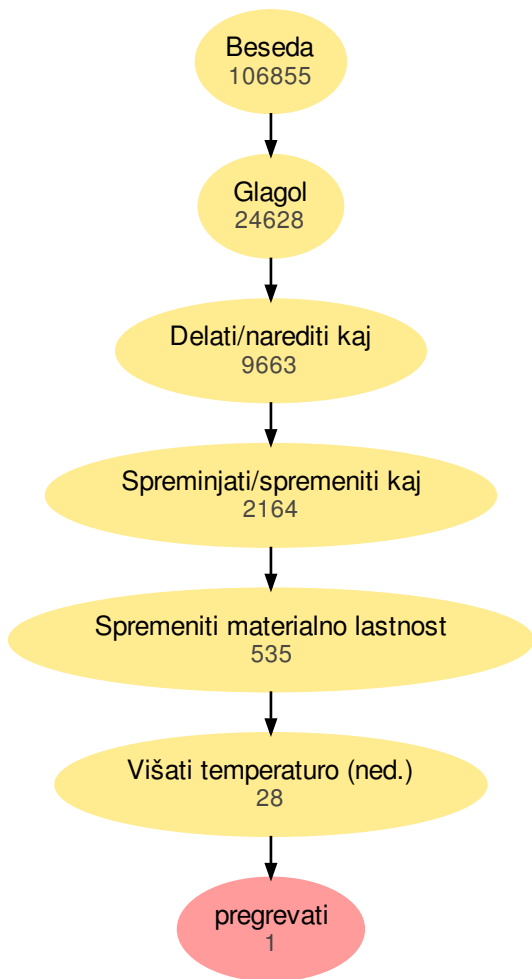 Beseda
106855
Glagol
24628
Delati/narediti kaj
9663
Spreminjati/spremeniti kaj
2164
Spremeniti materialno lastnost
535
Višati temperaturo (ned.)
28
pregrevati
1